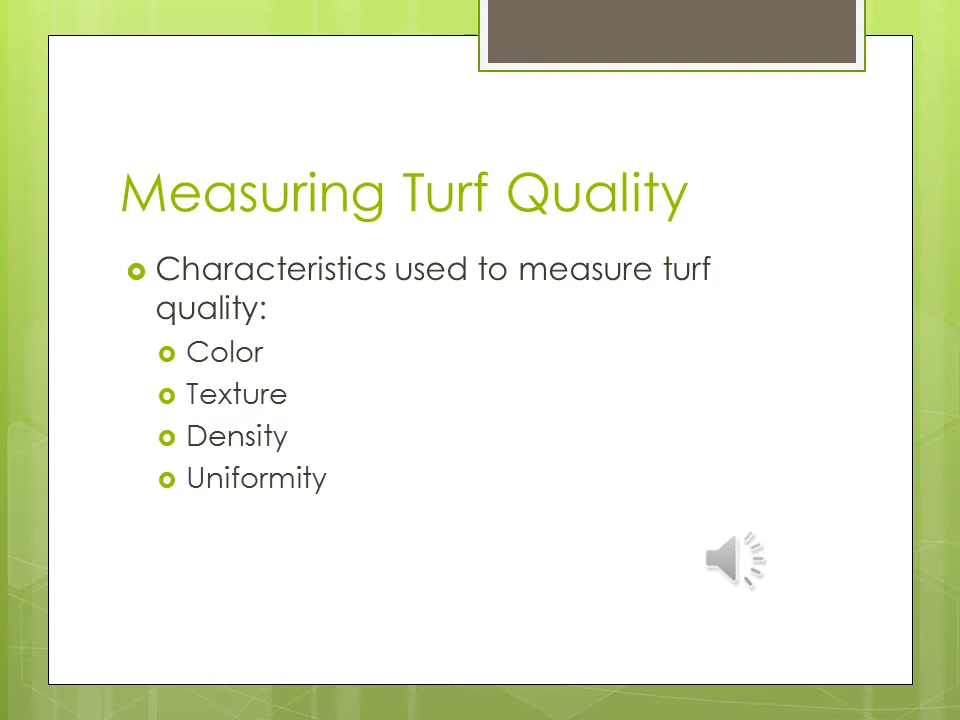 Measuring Turf Quality
Characteristics used to measure turf
quality:
Color
Texture
Density
Uniformity